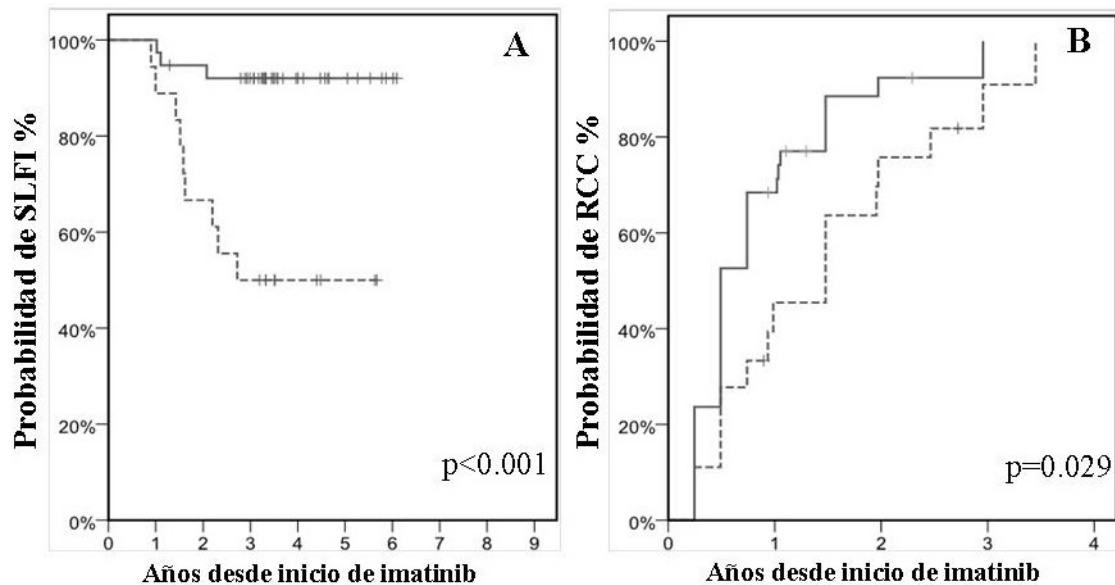 A
Probabilidad de SLFI %
100%
80%
60%
40%
20%
0%
p<0.001
0 1 2 3 4 5 6 7 8 9
Años desde inicio de imatinib
B
Probabilidad de RCC %
100%
80%
60%
40%
20%
0%
p=0.029
0 1 2 3 4
Años desde inicio de imatinib